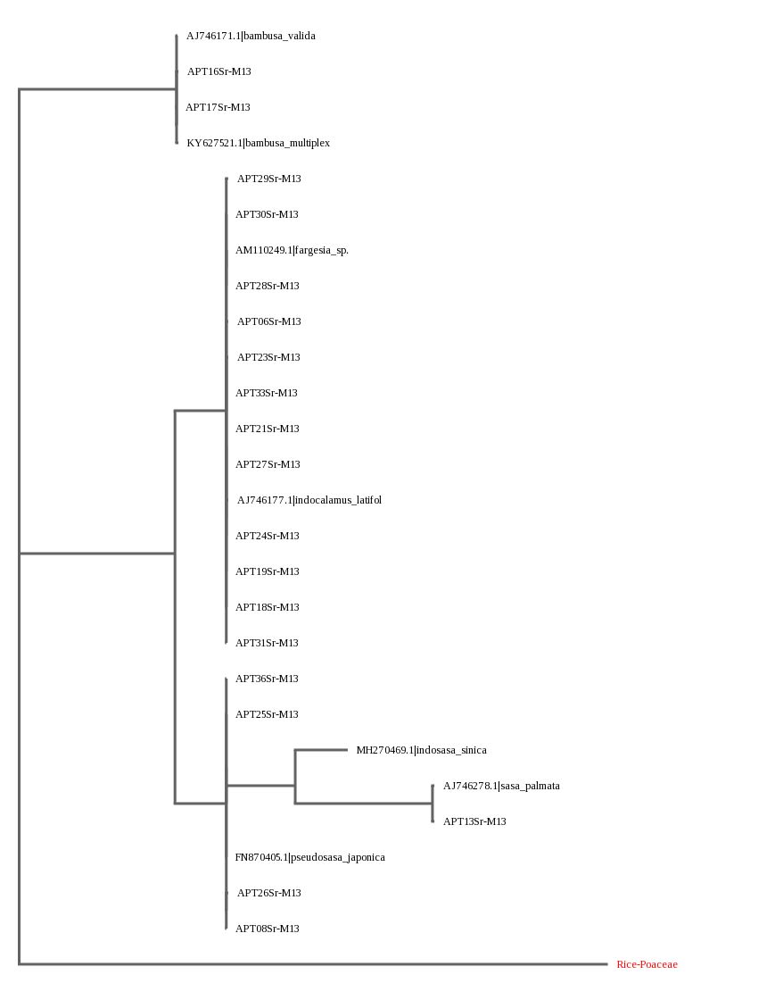 AJ746171.1|bambusa_valida
APT16Sr-M13
APT17Sr-M13
KY627521.1|bambusa_multiplex
APT29Sr-M13
APT30Sr-M13
AM110249.1|fargesia_sp.
APT28Sr-M13
APT06Sr-M13
APT23Sr-M13
APT33Sr-M13
APT21Sr-M13
APT27Sr-M13
AJ746177.1|indocalamus_latifol
APT24Sr-M13
APT19Sr-M13
APT18Sr-M13
APT31Sr-M13
APT36Sr-M13
APT25Sr-M13
MH270469.1|indosasa_sinica
AJ746278.1|sasa_palmata
APT13Sr-M13
FN870405.1|pseudosasa_japonica
APT26Sr-M13
APT08Sr-M13
Rice-Poaceae